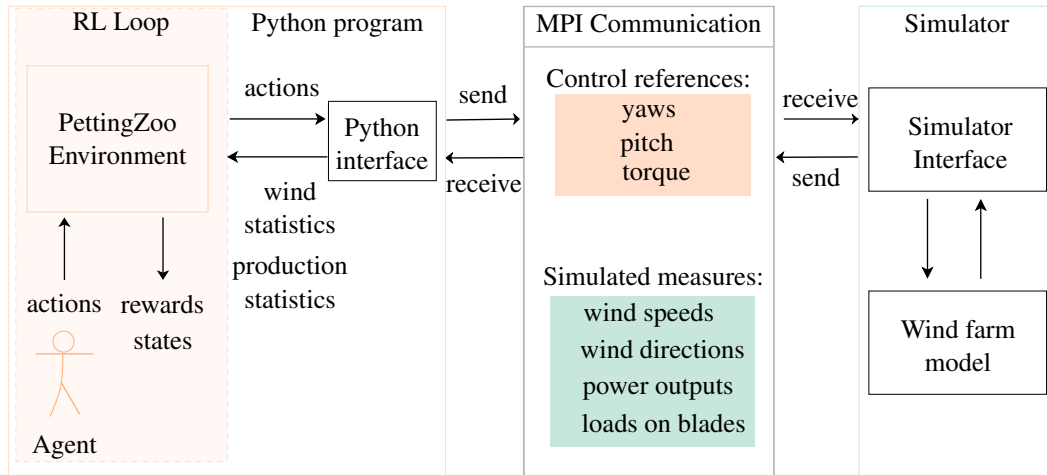 RL Loop
Python program
MPI Communication
Simulator
PettingZoo
Environment
actions
Python
interface
wind
statistics
production
statistics
actions
rewards
states
Agent
send
receive
Control references:
yaws
pitch
torque
Simulated measures:
wind speeds
wind directions
power outputs
loads on blades
receive
send
Simulator
Interface
Wind farm
model